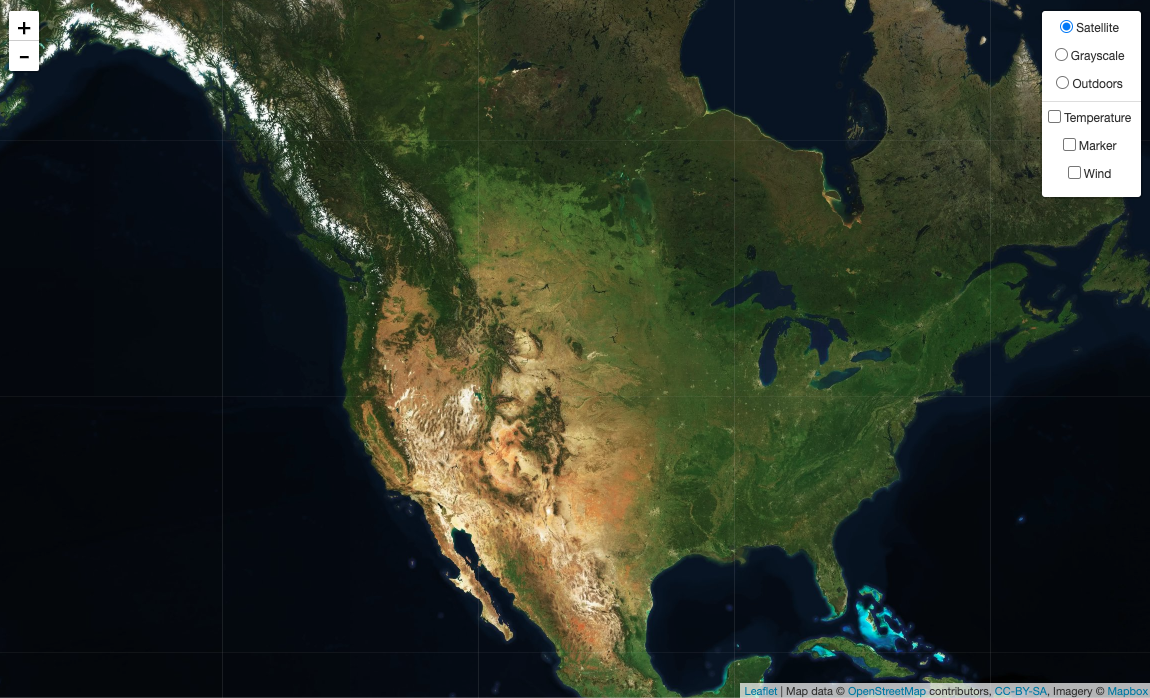 +
−
Satellite
Grayscale
Outdoors
Temperature
Marker
Wind
Leaflet | Map data © OpenStreetMap contributors, CC-BY-SA, Imagery © Mapbox